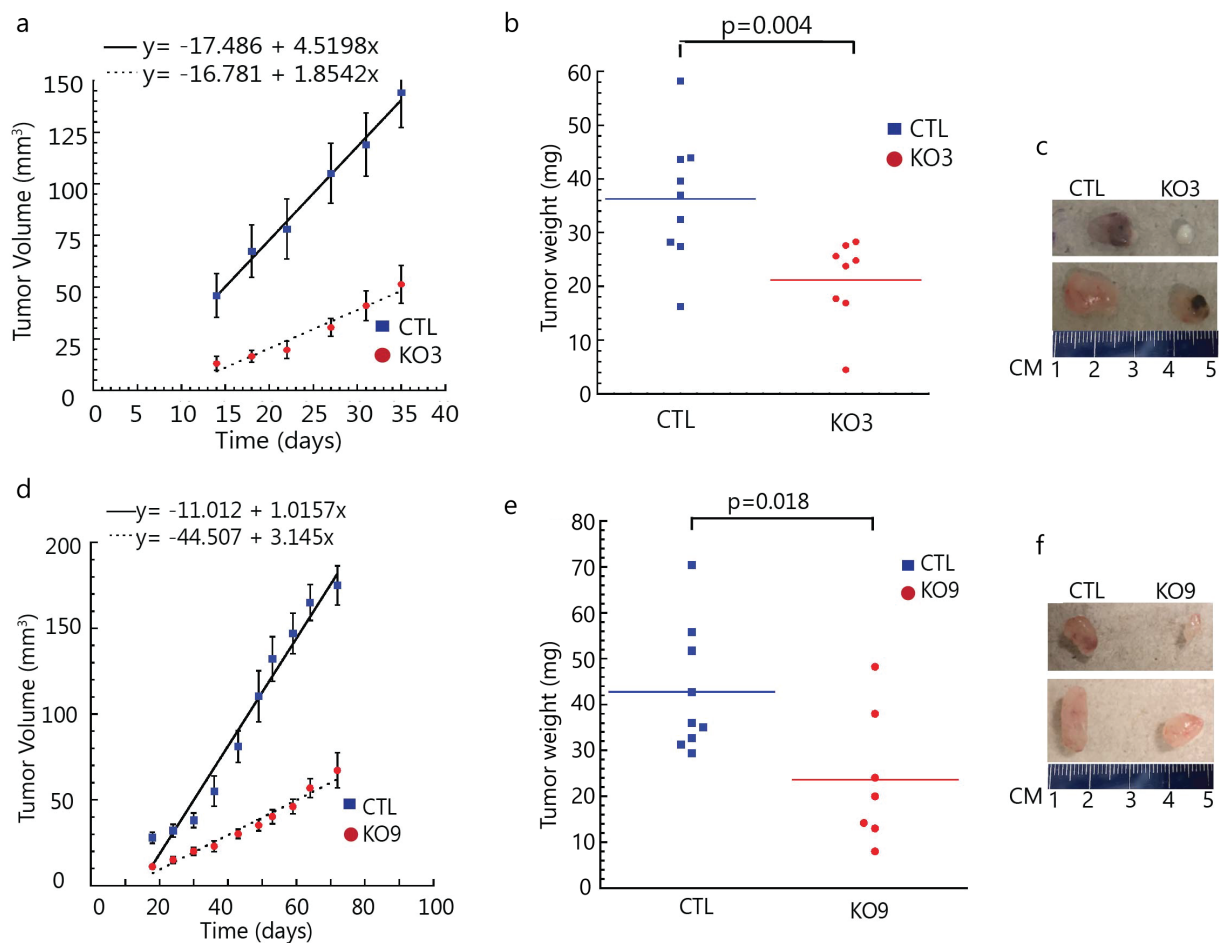 a
y= -17.486 + 4.5198x
y= -16.781 + 1.8542x
150
125
100
75
50
25
0
Tumor Volume (mm³)
CTL
KO3
0 5 10 15 20 25 30 35 40
Time (days)
b
p=0.004
60
50
40
30
20
10
0
Tumor weight (mg)
CTL
KO3
CTL
KO3
c
CTL KO3
CM 1 2 3 4 5
d
y= -11.012 + 1.0157x
y= -44.507 + 3.145x
200
150
100
50
0
Tumor Volume (mm³)
CTL
KO9
0 20 40 60 80 100
Time (days)
e
p=0.018
80
70
60
50
40
30
20
10
0
Tumor weight (mg)
CTL
KO9
CTL
KO9
f
CTL KO9
CM 1 2 3 4 5